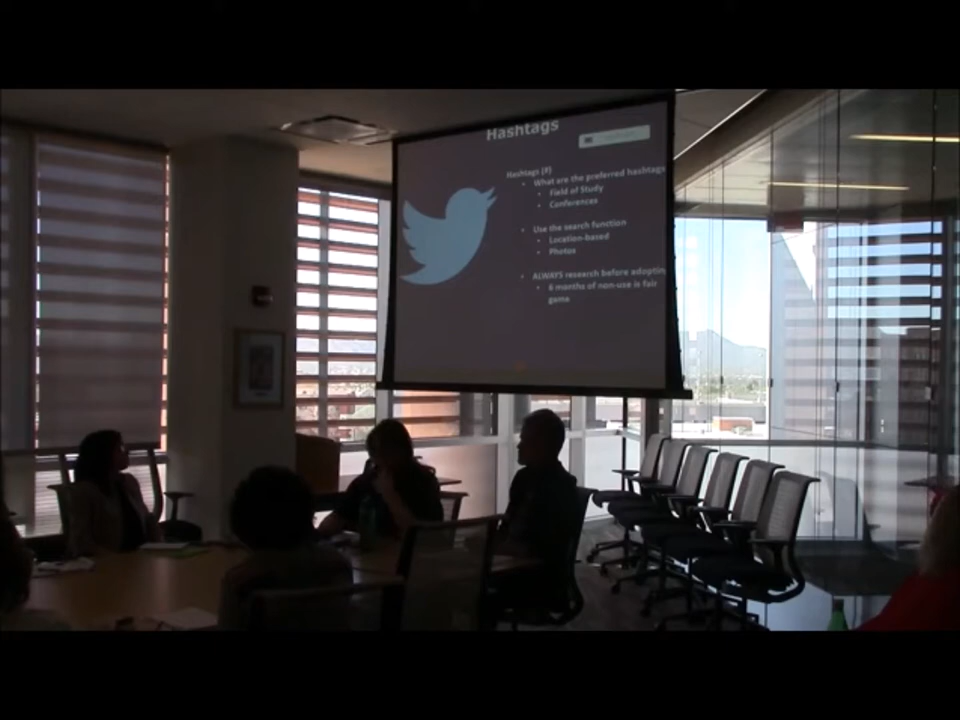 Hashtags
Hashtags (#)
What are the preferred hashtags
Field of Study
Conferences
Use the search function
Location-based
Photos
ALWAYS research before adopting
6 months of non-use is fair
game